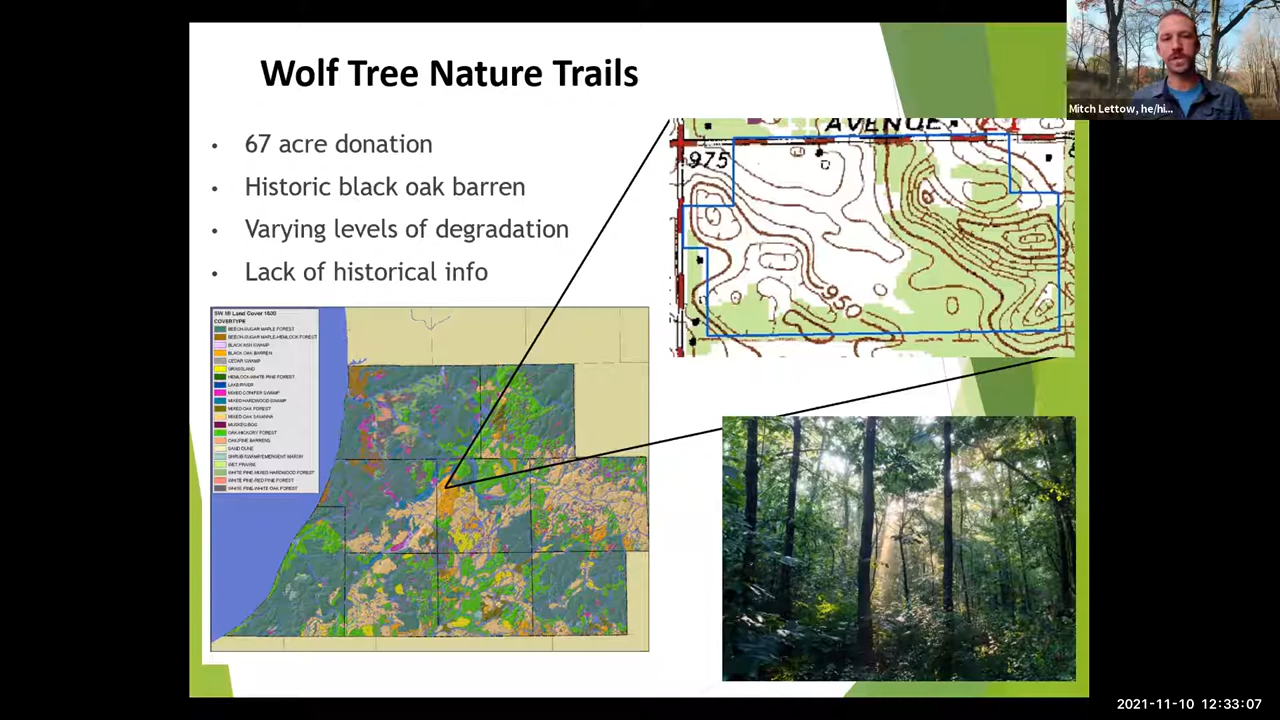 Wolf Tree Nature Trails
Mitch Lettow, he/hi...
• 67 acre donation
• Historic black oak barren
• Varying levels of degradation
• Lack of historical info
AVENUE
975
950
SW MI Land Cover 1800
COVERTYPE
BEECH-SUGAR MAPLE FOREST
BEECH-SUGAR MAPLE-HEMLOCK FOREST
BLACK ASH SWAMP
BLACK OAK BARREN
CEDAR SWAMP
GRASSLAND
HEMLOCK-WHITE PINE FOREST
LAKE/RIVER
MIXED CONIFER SWAMP
MIXED HARDWOOD SWAMP
MIXED OAK FOREST
MIXED OAK SAVANNA
MUSKEG/BOG
OAK-HICKORY FOREST
OAK/PINE BARRENS
SAND DUNE
SHRUB SWAMP/EMERGENT MARSH
WET PRAIRIE
WHITE PINE-MIXED HARDWOOD FOREST
WHITE PINE-RED PINE FOREST
WHITE PINE-WHITE OAK FOREST
2021-11-10 12:33:07